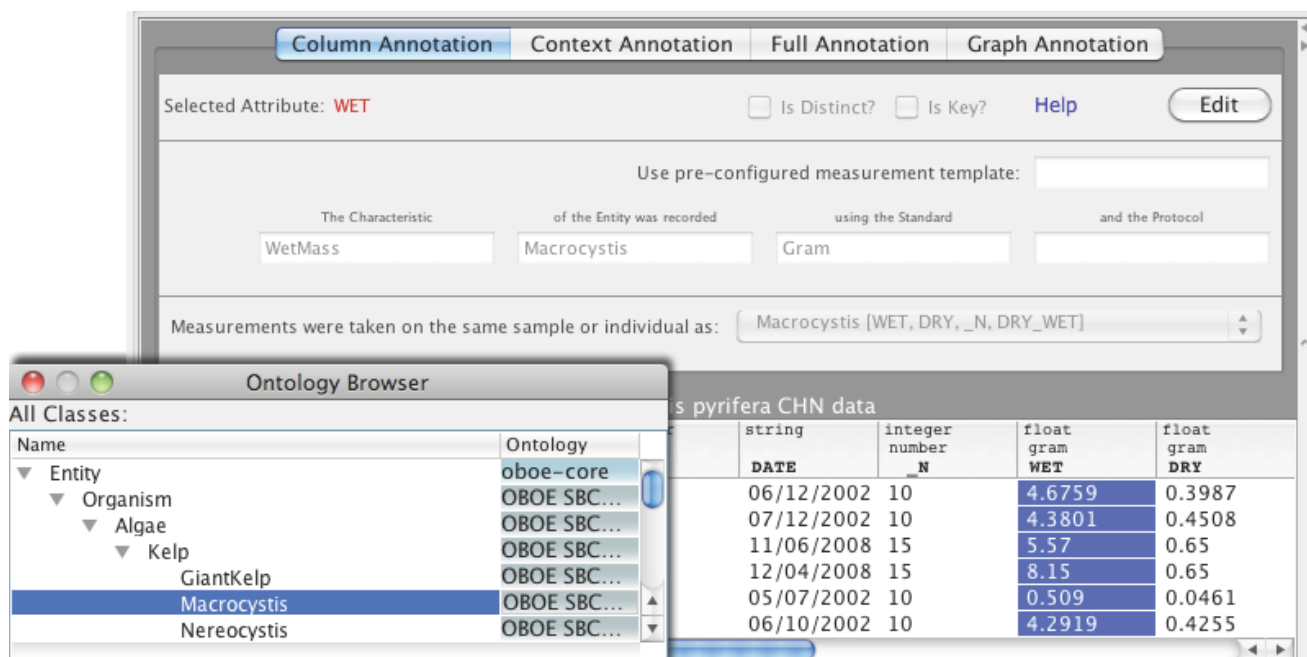 Column Annotation Context Annotation Full Annotation Graph Annotation
Selected Attribute: WET Is Distinct? Is Key? Help Edit
Use pre-configured measurement template:
The Characteristic of the Entity was recorded using the Standard and the Protocol
WetMass Macrocystis Gram
Measurements were taken on the same sample or individual as: Macrocystis [WET, DRY, _N, DRY_WET]
Ontology Browser
All Classes:
Name Ontology
Entity oboe-core
Organism OBOE SBC...
Algae OBOE SBC...
Kelp OBOE SBC...
GiantKelp OBOE SBC...
Macrocystis OBOE SBC...
Nereocystis OBOE SBC...
is pyrifera CHN data
string integer float float
number gram gram
DATE _N WET DRY
06/12/2002 10 4.6759 0.3987
07/12/2002 10 4.3801 0.4508
11/06/2008 15 5.57 0.65
12/04/2008 15 8.15 0.65
05/07/2002 10 0.509 0.0461
06/10/2002 10 4.2919 0.4255